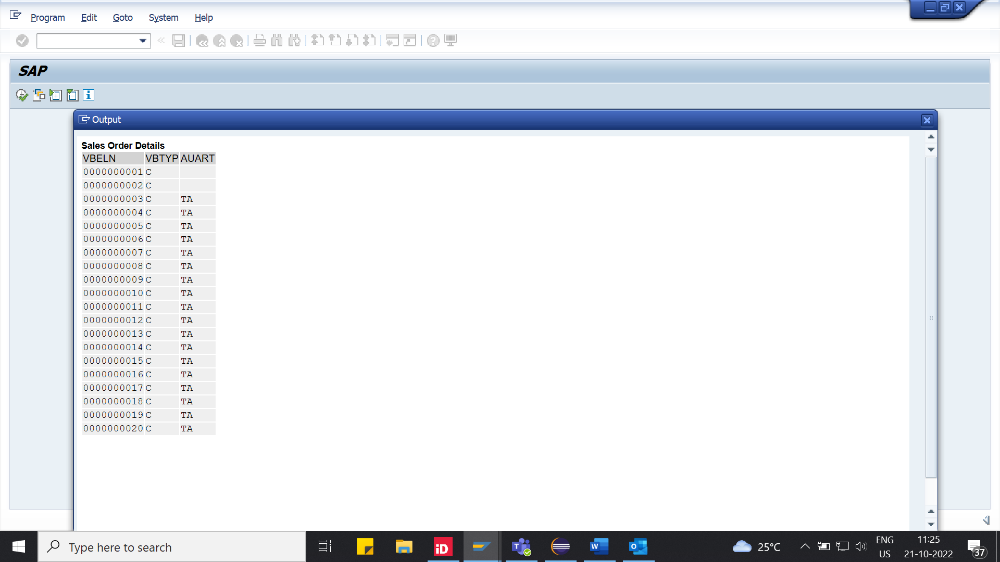 Program Edit Goto System Help
SAP
Output
Sales Order Details
VBELN VBTYP AUART
0000000001 C
0000000002 C
0000000003 C TA
0000000004 C TA
0000000005 C TA
0000000006 C TA
0000000007 C TA
0000000008 C TA
0000000009 C TA
0000000010 C TA
0000000011 C TA
0000000012 C TA
0000000013 C TA
0000000014 C TA
0000000015 C TA
0000000016 C TA
0000000017 C TA
0000000018 C TA
0000000019 C TA
0000000020 C TA
Type here to search
iD
T
W
O
25°C
ENG
US
11:25
21-10-2022
37